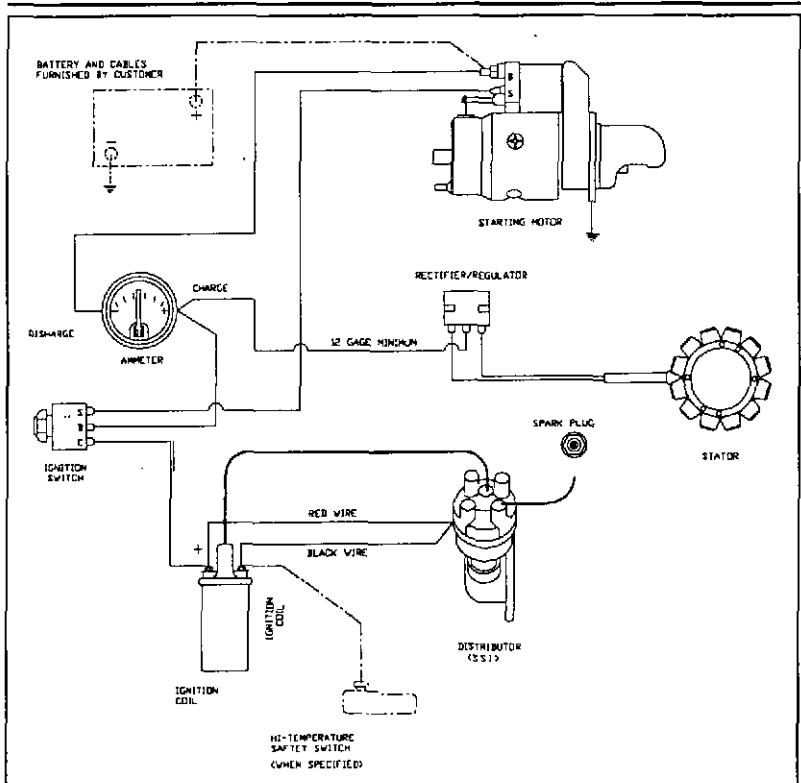 BATTERY AND CABLES
FURNISHED BY CUSTOMER
+
-
B
S
STARTING MOTOR
RECTIFIER/REGULATOR
CHARGE
DISCHARGE
- +
AMMETER
12 GAGE MINIMUM
STATOR
SPARK PLUG
S
B
IGNITION
SWITCH
RED WIRE
+
BLACK WIRE
IGNITION
COIL
DISTRIBUTOR
(SSI)
IGNITION
COIL
HI-TEMPERATURE
SAFTEY SWITCH
(WHEN SPECIFIED)